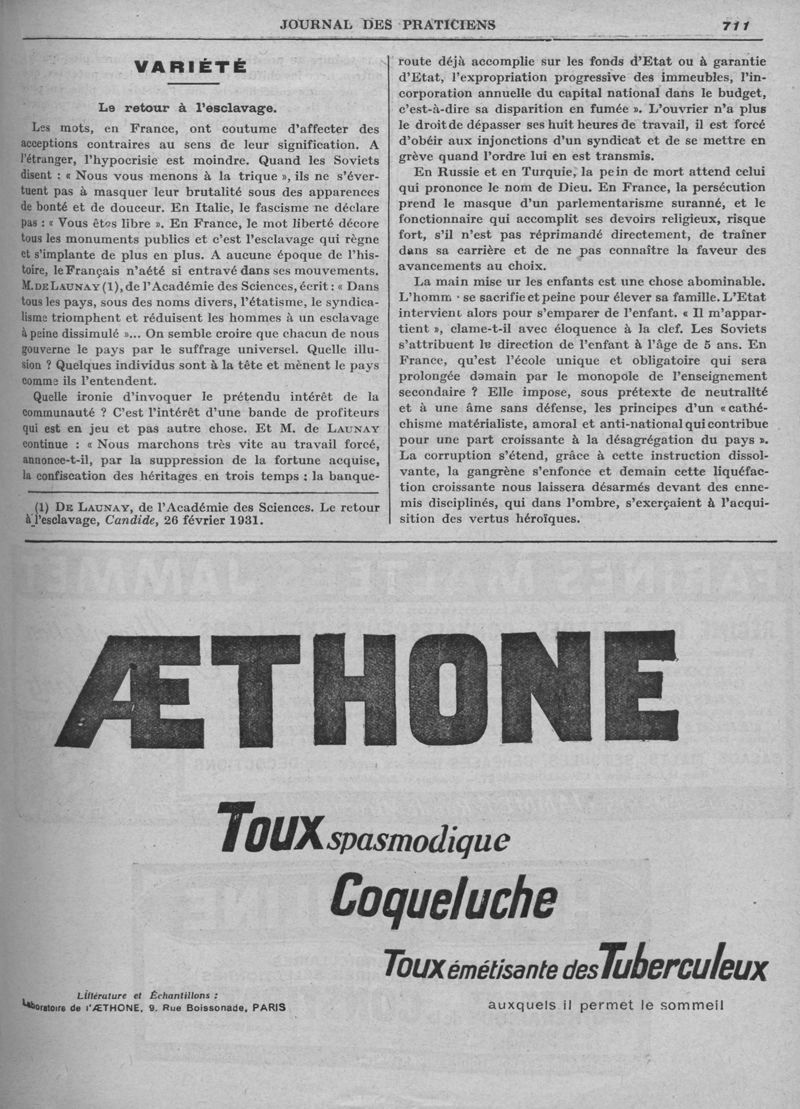 JOURNAL DES PRATICIENS
711
VARIÉTÉ
Le retour à l'esclavage.
Les mots, en France, ont coutume d'affecter des
acceptions contraires au sens de leur signification. A
l'étranger, l'hypocrisie est moindre. Quand les Soviets
disent : « Nous vous menons à la trique », ils ne s'éver-
tuent pas à masquer leur brutalité sous des apparences
de bonté et de douceur. En Italie, le fascisme ne déclare
pas : « Vous êtes libre ». En France, le mot liberté décore
tous les monuments publics et c'est l'esclavage qui règne
et s'implante de plus en plus. A aucune époque de l'his-
toire, le Français n'aété si entravé dans ses mouvements.
M. DE LAUNAY (1), de l'Académie des Sciences, écrit : « Dans
tous les pays, sous des noms divers, l'étatisme, le syndica-
lisme triomphent et réduisent les hommes à un esclavage
à peine dissimulé »... On semble croire que chacun de nous
gouverne le pays par le suffrage universel. Quelle illu-
sion ? Quelques individus sont à la tête et mènent le pays
comme ils l'entendent.
Quelle ironie d'invoquer le prétendu intérêt de la
communauté ? C'est l'intérêt d'une bande de profiteurs
qui est en jeu et pas autre chose. Et M. de LAUNAY
continue : « Nous marchons très vite au travail forcé,
annonce-t-il, par la suppression de la fortune acquise,
la confiscation des héritages en trois temps : la banque-
(1) DE LAUNAY, de l'Académie des Sciences. Le retour
à l'esclavage, Candide, 26 février 1931.
route déjà accomplie sur les fonds d'Etat ou à garantie
d'Etat, l'expropriation progressive des immeubles, l'in-
corporation annuelle du capital national dans le budget,
c'est-à-dire sa disparition en fumée ». L'ouvrier n'a plus
le droit de dépasser ses huit heures de travail, il est forcé
d'obéir aux injonctions d'un syndicat et de se mettre en
grève quand l'ordre lui en est transmis.
En Russie et en Turquie, la pein de mort attend celui
qui prononce le nom de Dieu. En France, la persécution
prend le masque d'un parlementarisme suranné, et le
fonctionnaire qui accomplit ses devoirs religieux, risque
fort, s'il n'est pas réprimandé directement, de traîner
dans sa carrière et de ne pas connaître la faveur des
avancements au choix.
La main mise ur les enfants est une chose abominable.
L'homm se sacrifie et peine pour élever sa famille. L'Etat
intervient alors pour s'emparer de l'enfant. « Il m'appar-
tient », clame-t-il avec éloquence à la clef. Les Soviets
s'attribuent le direction de l'enfant à l'âge de 5 ans. En
France, qu'est l'école unique et obligatoire qui sera
prolongée demain par le monopole de l'enseignement
secondaire ? Elle impose, sous prétexte de neutralité
et à une âme sans défense, les principes d'un « caté-
chisme matérialiste, amoral et anti-national qui contribue
pour une part croissante à la désagrégation du pays ».
La corruption s'étend, grâce à cette instruction dissol-
vante, la gangrène s'enfonce et demain cette liquéfac-
tion croissante nous laissera désarmés devant des enne-
mis disciplinés, qui dans l'ombre, s'exerçaient à l'acqui-
sition des vertus héroïques.
ÆTHONE
Toux spasmodique
Coqueluche
Toux émétisante des Tuberculeux
auxquels il permet le sommeil
Littérature et Échantillons :
Laboratoire de l'ÆTHONE, 9, Rue Boissonade, PARIS